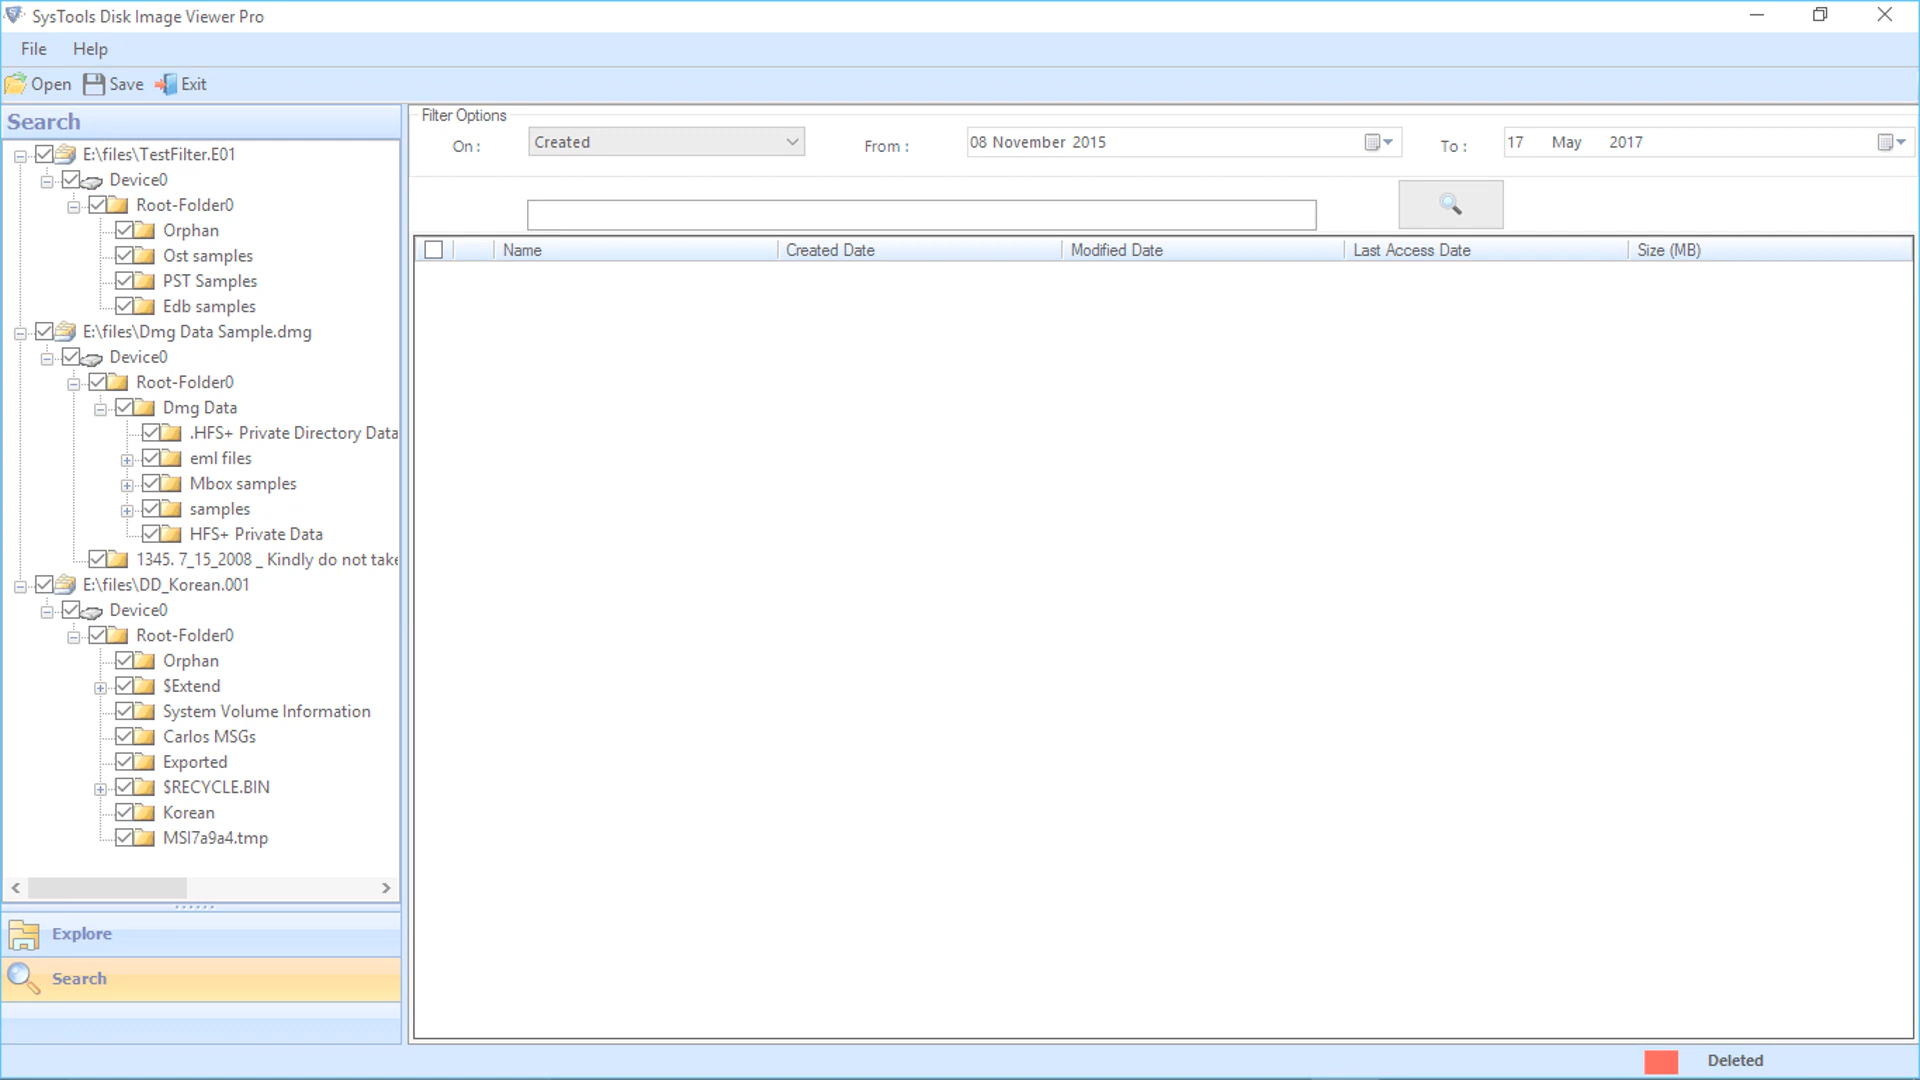 SysTools Disk Image Viewer Pro
File Help
Open Save Exit
Search
E:\files\TestFilter.E01
Device0
Root-Folder0
Orphan
Ost samples
PST Samples
Edb samples
E:\files\Dmg Data Sample.dmg
Device0
Root-Folder0
Dmg Data
.HFS+ Private Directory Data
eml files
Mbox samples
samples
HFS+ Private Data
1345. 7_15_2008 _ Kindly do not take
E:\files\DD_Korean.001
Device0
Root-Folder0
Orphan
$Extend
System Volume Information
Carlos MSGs
Exported
$RECYCLE.BIN
Korean
MSI7a9a4.tmp
Explore
Search
Filter Options
On : Created From : 08 November 2015 To : 17 May 2017
Name Created Date Modified Date Last Access Date Size (MB)
Deleted